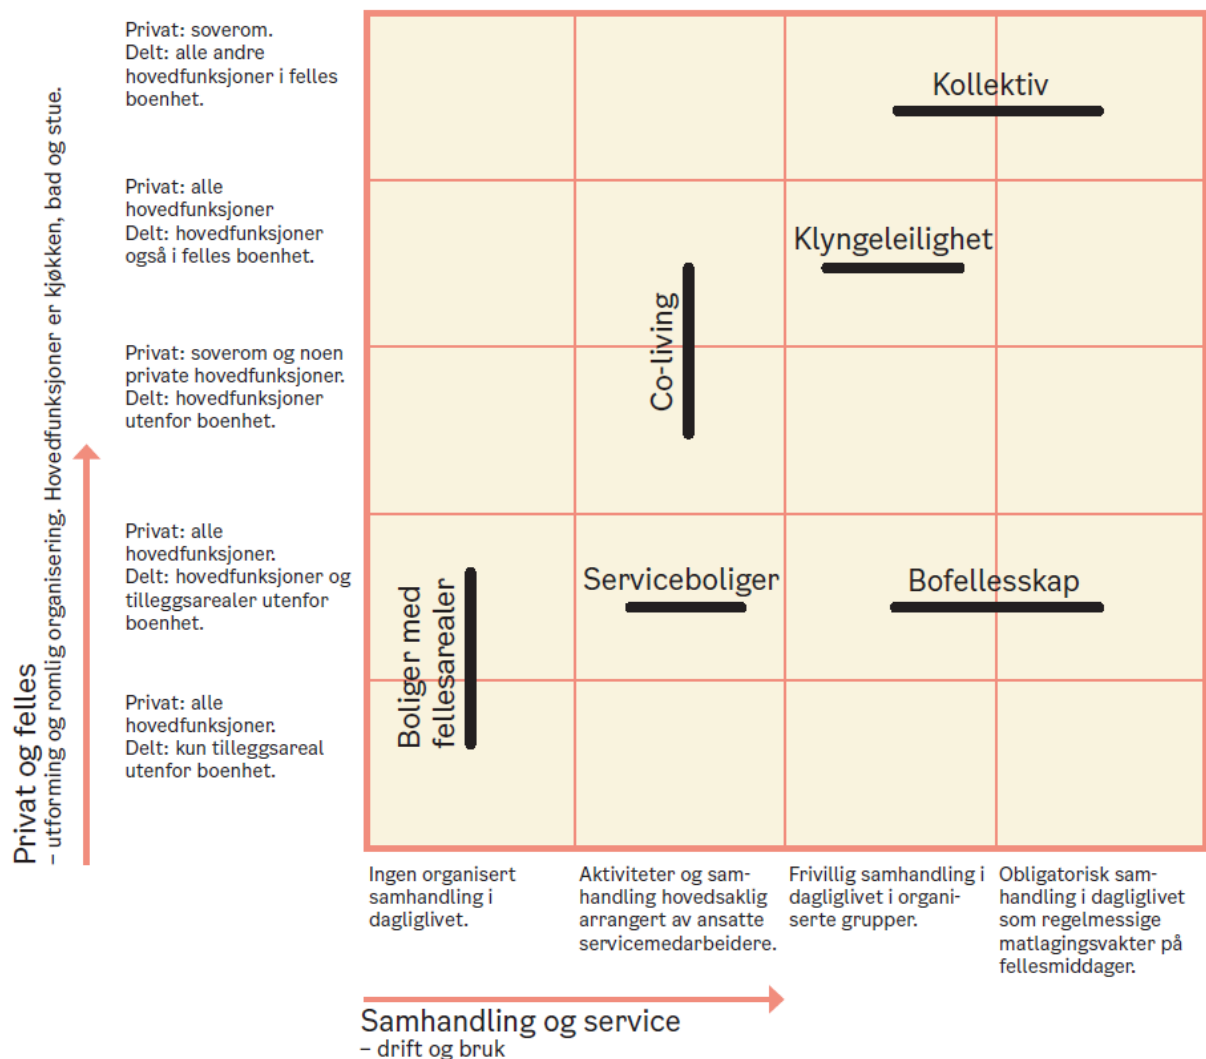 Privat: soverom.
Delt: alle andre
hovedfunksjoner i felles
boenhet.
Privat: alle
hovedfunksjoner
Delt: hovedfunksjoner
også i felles boenhet.
Privat: soverom og noen
private hovedfunksjoner.
Delt: hovedfunksjoner
utenfor boenhet.
Privat: alle
hovedfunksjoner.
Delt: hovedfunksjoner og
tilleggsarealer utenfor
boenhet.
Privat: alle
hovedfunksjoner.
Delt: kun tilleggsareal
utenfor boenhet.
Privat og felles
– utforming og romlig organisering. Hovedfunksjoner er kjøkken, bad og stue.
Kollektiv
Klyngeleilighet
Co-living
Boliger med
fellesarealer
Serviceboliger
Bofellesskap
Ingen organisert
samhandling i
dagliglivet.
Aktiviteter og sam-
handling hovedsaklig
arrangert av ansatte
servicemedarbeidere.
Frivillig samhandling i
dagliglivet i organi-
serte grupper.
Obligatorisk sam-
handling i dagliglivet
som regelmessige
matlagingsvakter på
fellesmiddager.
Samhandling og service
– drift og bruk